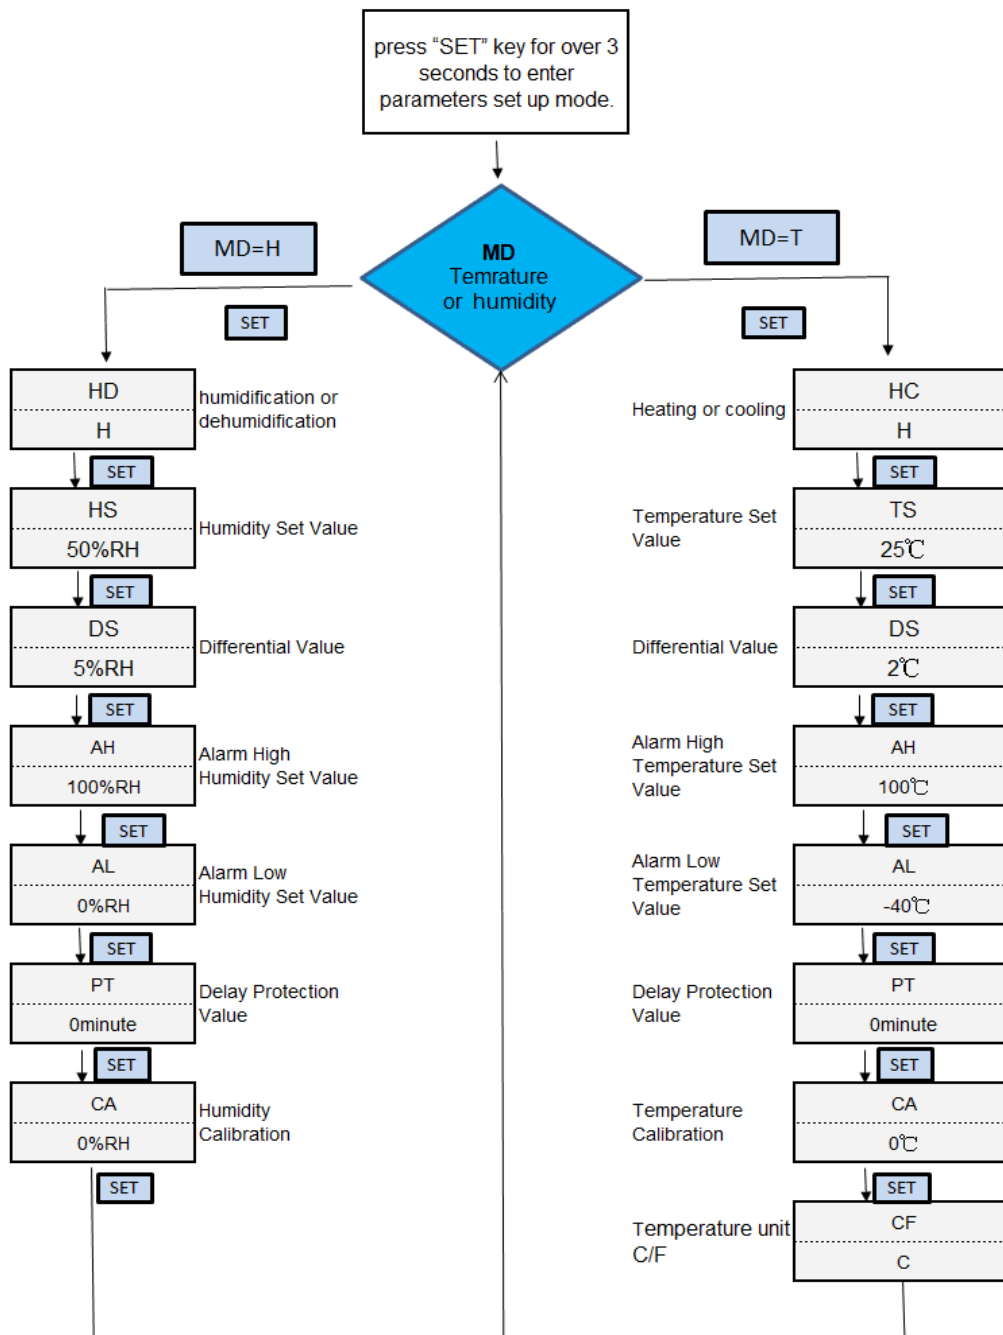 press “SET” key for over 3
seconds to enter
parameters set up mode.
MD=H
MD=T
MD
Temrature
or humidity
SET
SET
HD
H
humidification or
dehumidification
Heating or cooling
HC
H
SET
SET
HS
50%RH
Humidity Set Value
Temperature Set
Value
TS
25℃
SET
SET
DS
5%RH
Differential Value
Differential Value
DS
2℃
SET
SET
AH
100%RH
Alarm High
Humidity Set Value
Alarm High
Temperature Set
Value
AH
100℃
SET
SET
AL
0%RH
Alarm Low
Humidity Set Value
Alarm Low
Temperature Set
Value
AL
-40℃
SET
SET
PT
0minute
Delay Protection
Value
Delay Protection
Value
PT
0minute
SET
SET
CA
0%RH
Humidity
Calibration
Temperature
Calibration
CA
0℃
SET
SET
Temperature unit
C/F
CF
C